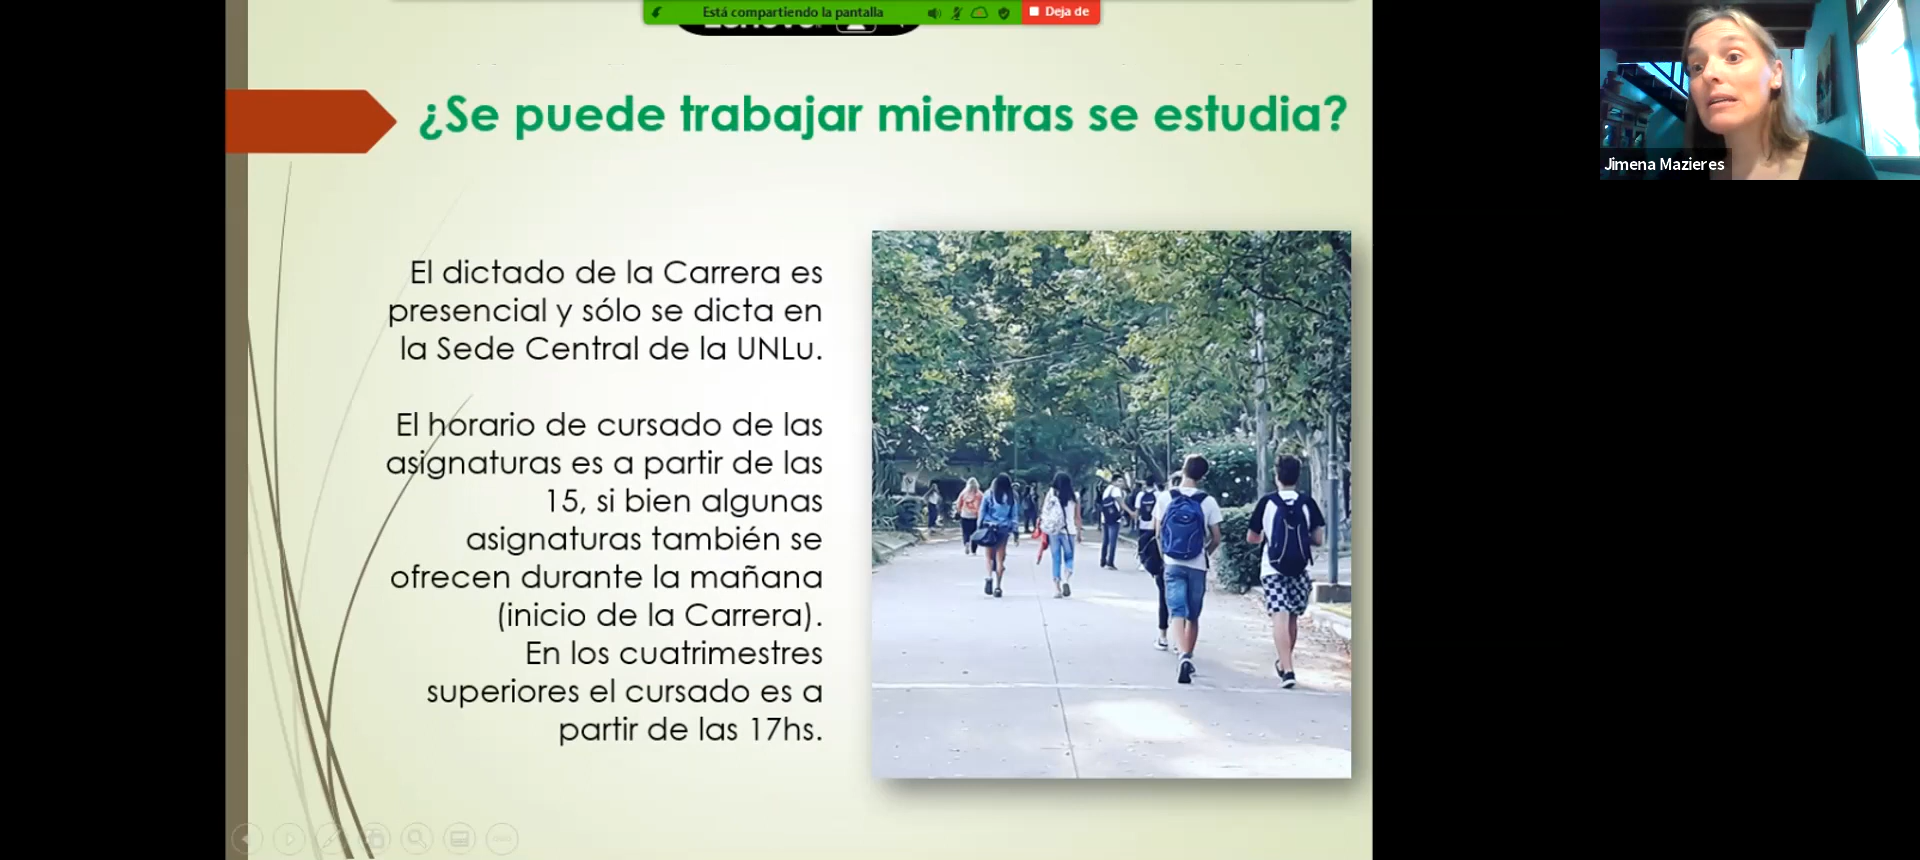 Está compartiendo la pantalla
Deja de
¿Se puede trabajar mientras se estudia?
El dictado de la Carrera es
presencial y sólo se dicta en
la Sede Central de la UNLu.
El horario de cursado de las
asignaturas es a partir de las
15, si bien algunas
asignaturas también se
ofrecen durante la mañana
(inicio de la Carrera).
En los cuatrimestres
superiores el cursado es a
partir de las 17hs.
Jimena Mazieres